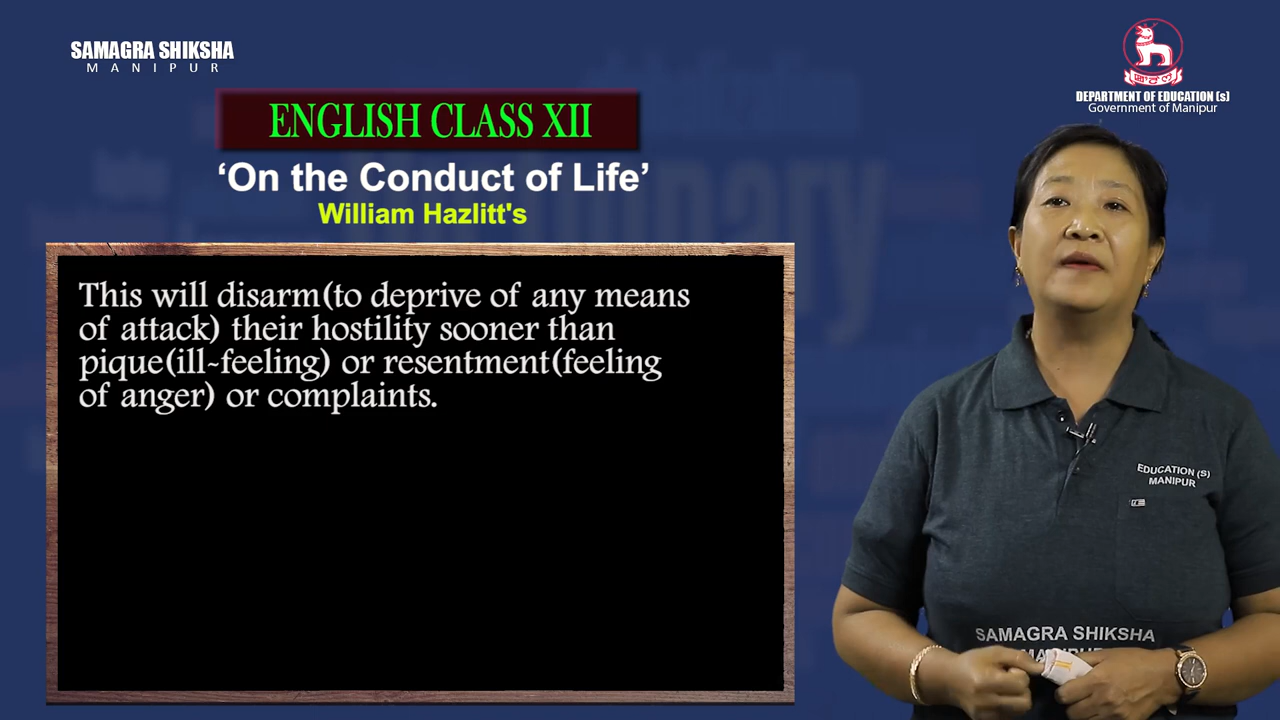 SAMAGRA SHIKSHA
MANIPUR
DEPARTMENT OF EDUCATION (s)
Government of Manipur
ENGLISH CLASS XII
‘On the Conduct of Life’
William Hazlitt's
This will disarm(to deprive of any means
of attack) their hostility sooner than
pique(ill-feeling) or resentment(feeling
of anger) or complaints.
EDUCATION (S)
MANIPUR
SAMAGRA SHIKSHA